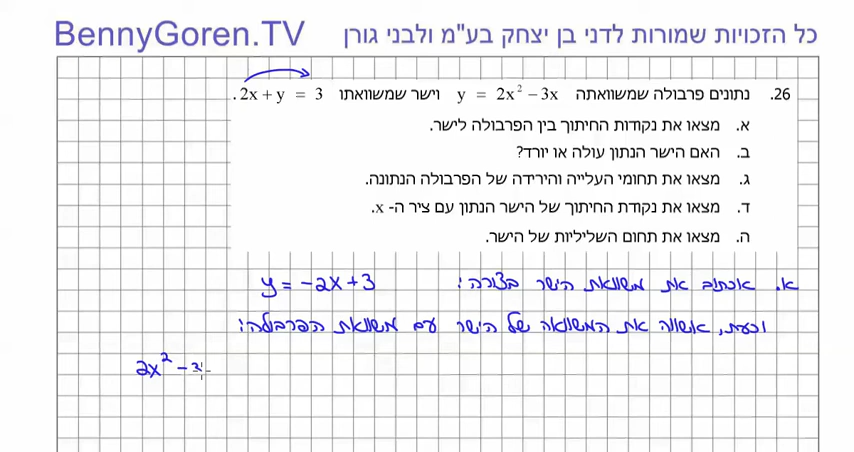 BennyGoren.TV כל הזכויות שמורות לדני בן יצחק בע"מ ולבני גורן
26. נתונים פרבולה שמשוואתה y = 2x² − 3x וישר שמשוואתו 2x + y = 3.
א. מצאו את נקודות החיתוך בין הפרבולה לישר.
ב. האם הישר הנתון עולה או יורד?
ג. מצאו את תחומי העלייה והירידה של הפרבולה הנתונה.
ד. מצאו את נקודת החיתוך של הישר הנתון עם ציר ה- x.
ה. מצאו את תחום השליליות של הישר.
א. אכתוב את משוואת הישר בצורה: y = −2x + 3
וכעת, אשווה את המשוואה של הישר עם משוואת הפרבולה:
2x² − 3